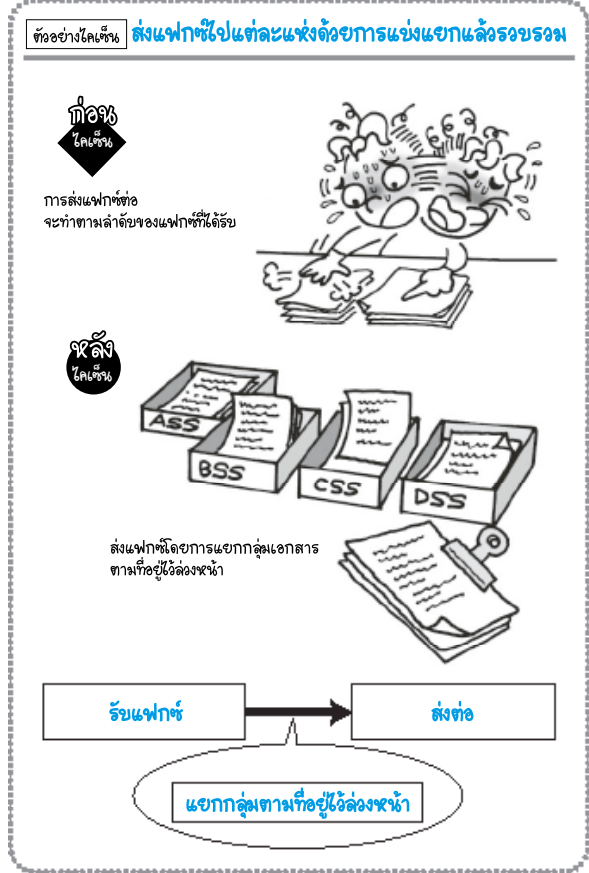 ตัวอย่างไคเซ็น ส่งแฟกซ์ไปแต่ละแห่งด้วยการแบ่งแยกแล้วรวบรวม
ก่อน
ไคเซ็น
การส่งแฟกซ์ต่อ
จะทำตามลำดับของแฟกซ์ที่ได้รับ
หลัง
ไคเซ็น
ASS
BSS
CSS
DSS
ส่งแฟกซ์โดยการแยกกลุ่มเอกสาร
ตามที่อยู่ไว้ล่วงหน้า
รับแฟกซ์
ส่งต่อ
แยกกลุ่มตามที่อยู่ไว้ล่วงหน้า